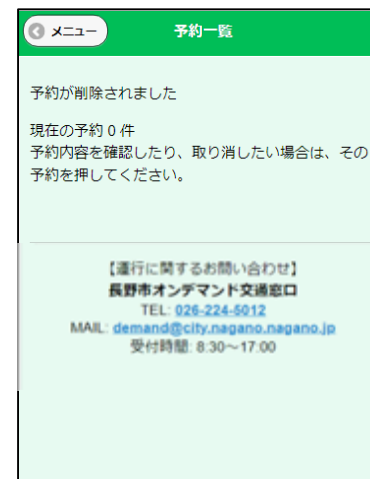 メニュー
予約一覧
予約が削除されました
現在の予約 0 件
予約内容を確認したり、取り消したい場合は、その
予約を押してください。
【運行に関するお問い合わせ】
長野市オンデマンド交通窓口
TEL: 026-224-5012
MAIL: demand@city.nagano.nagano.jp
受付時間: 8:30～17:00